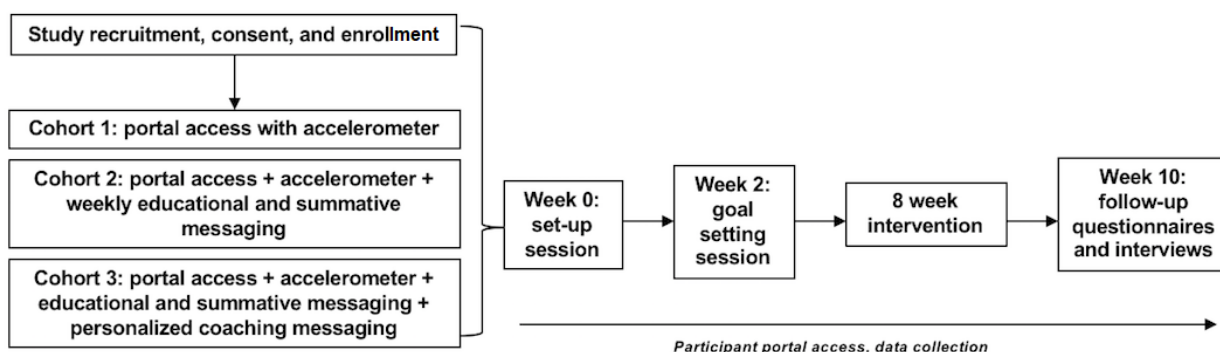 Study recruitment, consent, and enrollment
Cohort 1: portal access with accelerometer
Cohort 2: portal access + accelerometer +
weekly educational and summative
messaging
Cohort 3: portal access + accelerometer +
educational and summative messaging +
personalized coaching messaging
Week 0:
set-up
session
Week 2:
goal
setting
session
8 week
intervention
Week 10:
follow-up
questionnaires
and interviews
Participant portal access, data collection